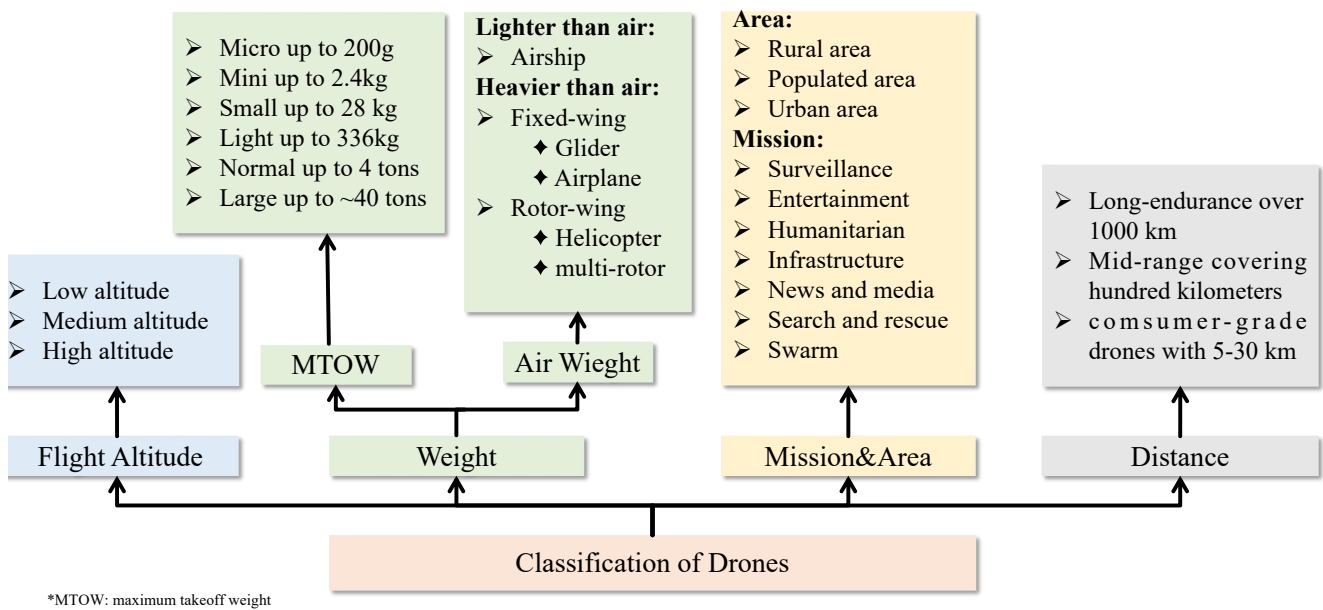 Micro up to 200g
Mini up to 2.4kg
Small up to 28 kg
Light up to 336kg
Normal up to 4 tons
Large up to ~40 tons
Lighter than air:
Airship
Heavier than air:
Fixed-wing
Glider
Airplane
Rotor-wing
Helicopter
multi-rotor
Area:
Rural area
Populated area
Urban area
Mission:
Surveillance
Entertainment
Humanitarian
Infrastructure
News and media
Search and rescue
Swarm
Long-endurance over
1000 km
Mid-range covering
hundred kilometers
comsumer-grade
drones with 5-30 km
Low altitude
Medium altitude
High altitude
MTOW
Air Wieght
Flight Altitude
Weight
Mission&Area
Distance
Classification of Drones
*MTOW: maximum takeoff weight